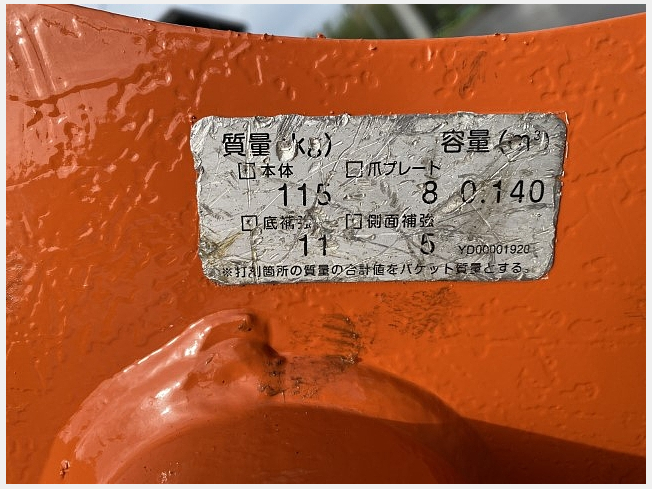 質量(kg) 容量(m³)
本体 爪プレート
115 8 0.140
底補強 側面補強
11 5 YD00001920
※打刻箇所の質量の合計値をバケット質量とする。